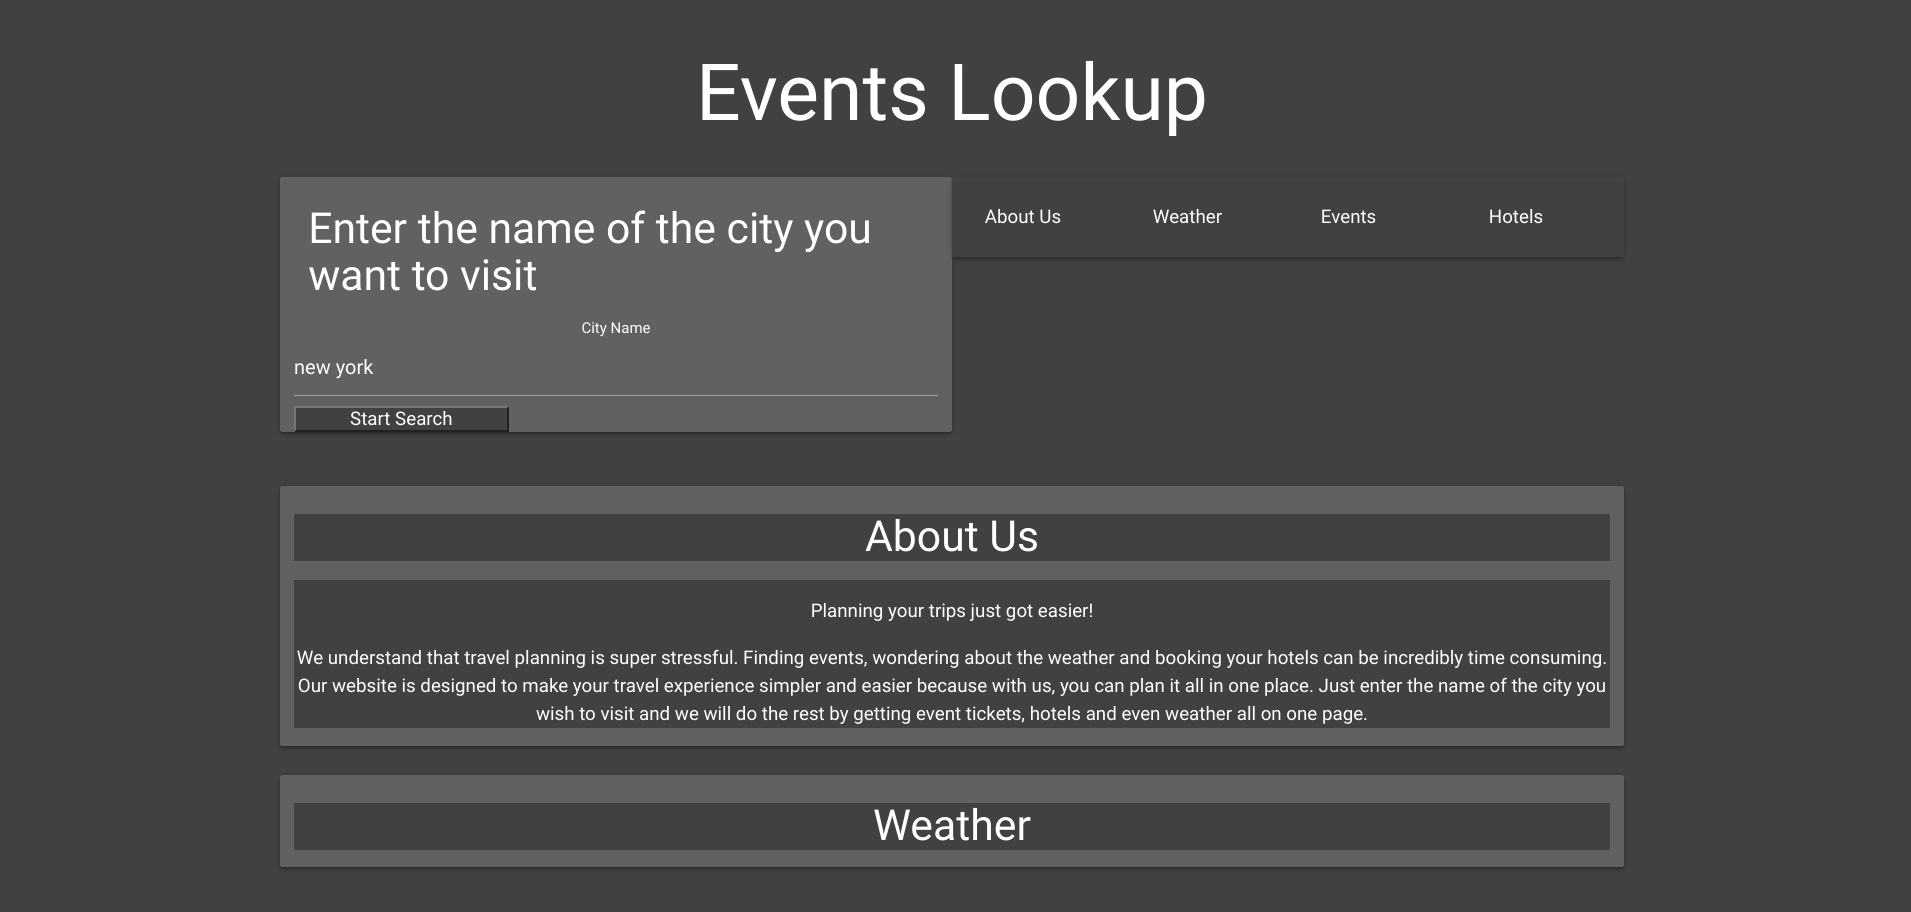 Events Lookup
Enter the name of the city you
want to visit
City Name
new york
Start Search
About Us
Weather
Events
Hotels
About Us
Planning your trips just got easier!
We understand that travel planning is super stressful. Finding events, wondering about the weather and booking your hotels can be incredibly time consuming.
Our website is designed to make your travel experience simpler and easier because with us, you can plan it all in one place. Just enter the name of the city you
wish to visit and we will do the rest by getting event tickets, hotels and even weather all on one page.
Weather